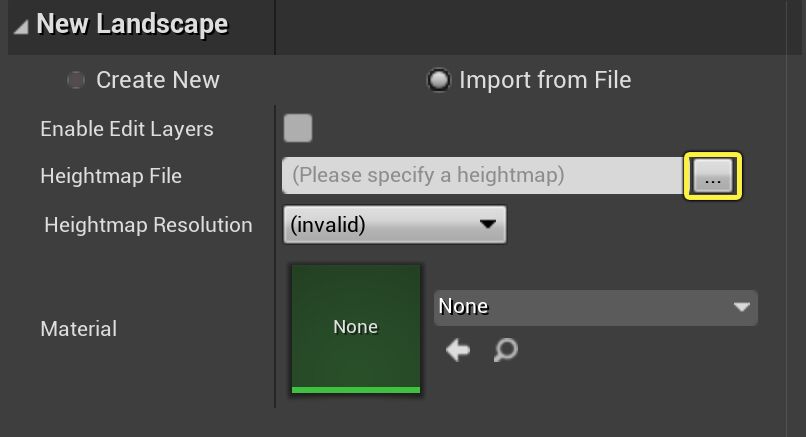 New Landscape
Create New
Import from File
Enable Edit Layers
Heightmap File
(Please specify a heightmap)
...
Heightmap Resolution
(invalid)
Material
None
None